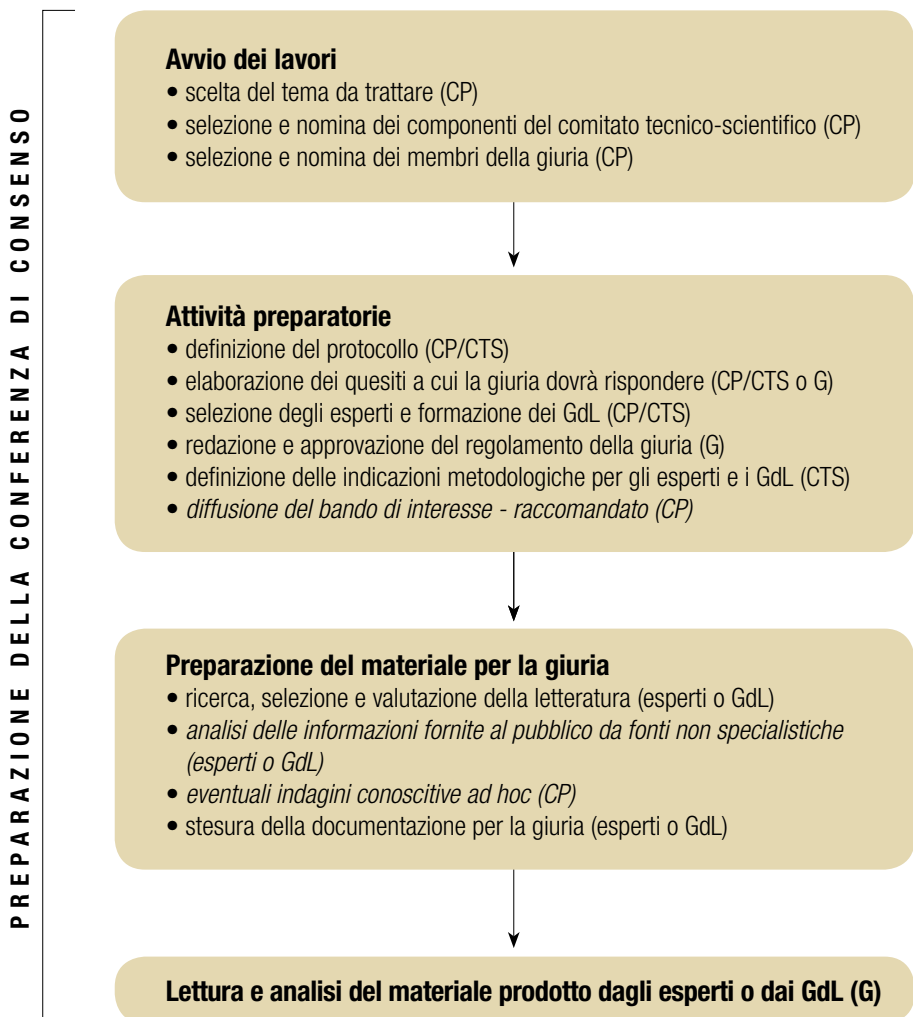 PREPARAZIONE DELLA CONFERENZA DI CONSENSO
Avvio dei lavori
• scelta del tema da trattare (CP)
• selezione e nomina dei componenti del comitato tecnico-scientifico (CP)
• selezione e nomina dei membri della giuria (CP)
Attività preparatorie
• definizione del protocollo (CP/CTS)
• elaborazione dei quesiti a cui la giuria dovrà rispondere (CP/CTS o G)
• selezione degli esperti e formazione dei GdL (CP/CTS)
• redazione e approvazione del regolamento della giuria (G)
• definizione delle indicazioni metodologiche per gli esperti e i GdL (CTS)
• diffusione del bando di interesse - raccomandato (CP)
Preparazione del materiale per la giuria
• ricerca, selezione e valutazione della letteratura (esperti o GdL)
• analisi delle informazioni fornite al pubblico da fonti non specialistiche
(esperti o GdL)
• eventuali indagini conoscitive ad hoc (CP)
• stesura della documentazione per la giuria (esperti o GdL)
Lettura e analisi del materiale prodotto dagli esperti o dai GdL (G)